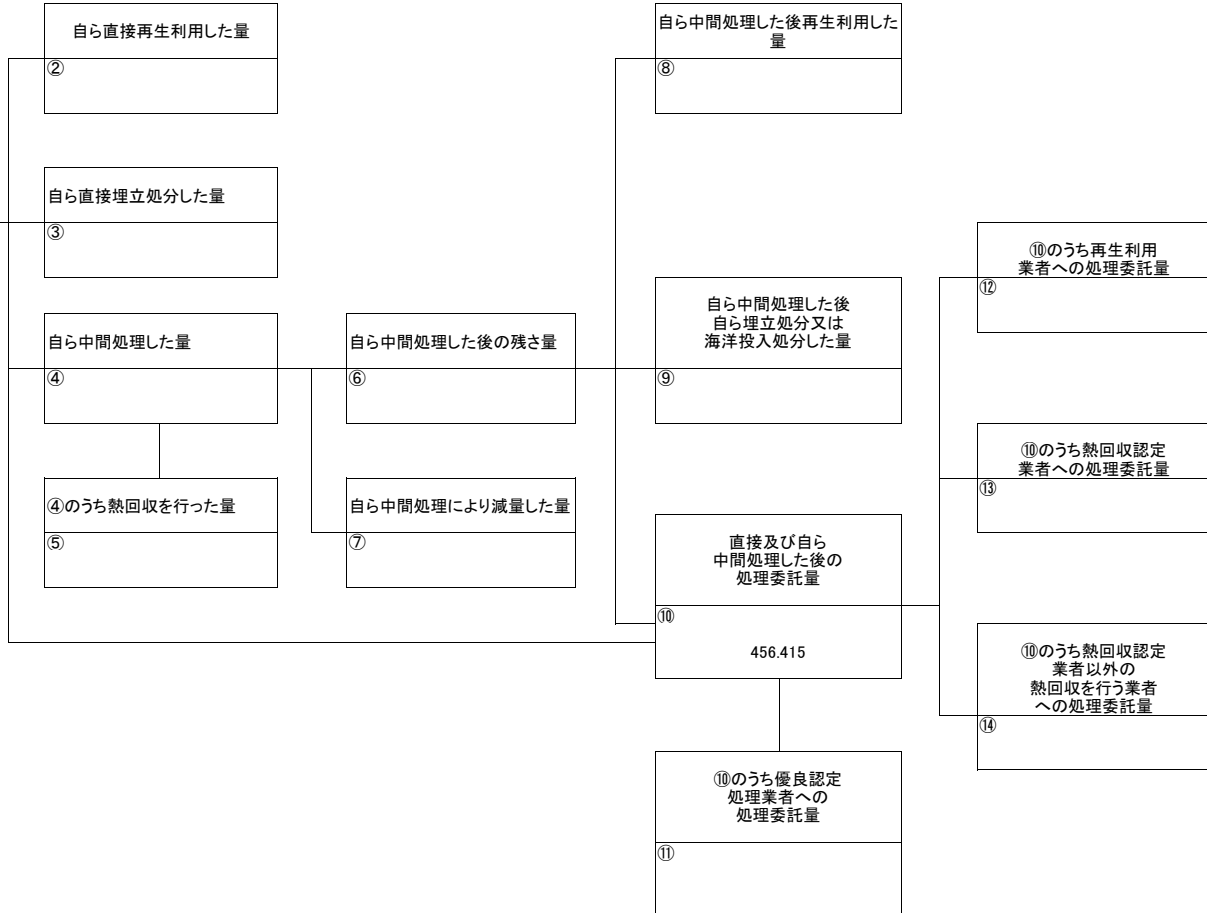 自ら直接再生利用した量
②
自ら直接埋立処分した量
③
自ら中間処理した量
④
④のうち熱回収を行った量
⑤
自ら中間処理した後の残さ量
⑥
自ら中間処理により減量した量
⑦
自ら中間処理した後再生利用した
量
⑧
自ら中間処理した後
自ら埋立処分又は
海洋投入処分した量
⑨
直接及び自ら
中間処理した後の
処理委託量
⑩
456.415
⑩のうち優良認定
処理業者への
処理委託量
⑪
⑩のうち再生利用
業者への処理委託量
⑫
⑩のうち熱回収認定
業者への処理委託量
⑬
⑩のうち熱回収認定
業者以外の
熱回収を行う業者
への処理委託量
⑭